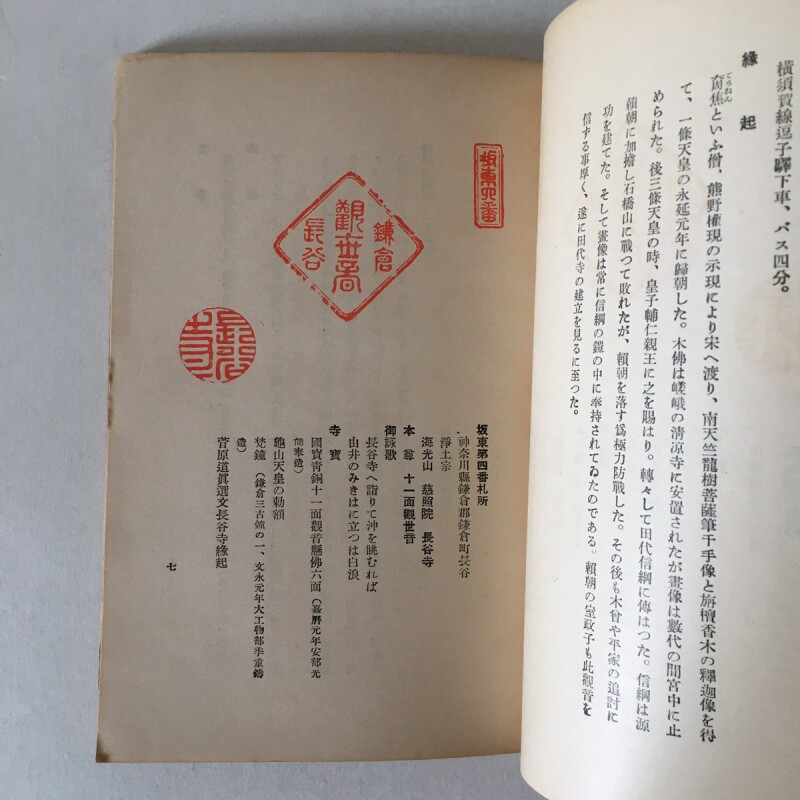 橫須賀線逗子驛下車、バス四分。
緣起
奝然といふ僧、熊野權現の示現により宋へ渡り、南天竺龍樹菩薩筆千手像と旃檀香木の釋迦像を得
て、一條天皇の永延元年に歸朝した。木佛は嵯峨の淸凉寺に安置されたが畫像は數代の間宮中に止
められた。後三條天皇の時、皇子輔仁親王に之を賜はり。轉々して田代信綱に傳はつた。信綱は源
賴朝に加擔し石橋山に戰つて敗れたが、賴朝を落す爲極力防戰した。その後も木曾や平家の追討に
功を建てた。そして畫像は常に信綱の鎧の中に奉持されてゐたのである。賴朝の室政子も此觀音を
信ずる事厚く、遂に田代寺の建立を見るに至つた。
坂東四番
鎌倉
觀世音
長谷
長谷寺
坂東第四番札所
神奈川縣鎌倉郡鎌倉町長谷
淨土宗
海光山 慈照院 長谷寺
本尊 十一面觀世音
御詠歌
長谷寺へ詣りて沖を眺むれば
由井のみぎはに立つは白浪
寺寶
國寶靑銅十一面觀音懸佛六面(嘉曆元年安部光
龜山天皇の勅額
梵鐘(鎌倉三古鐘の一、文永元年大工物部季重鑄
造)
菅原道眞選文長谷寺緣起
七